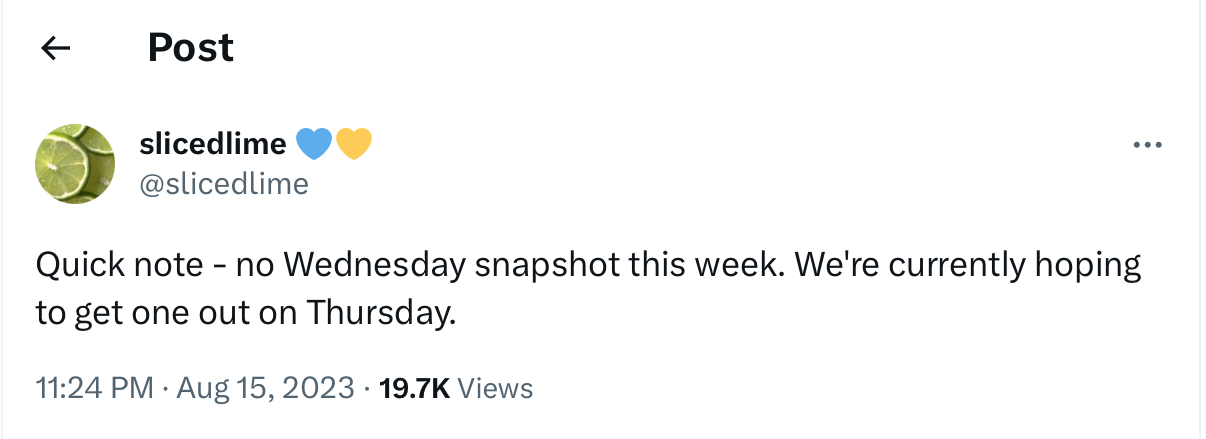 Post
slicedlime 💙💛
@slicedlime
Quick note - no Wednesday snapshot this week. We're currently hoping
to get one out on Thursday.
11:24 PM · Aug 15, 2023 · 19.7K Views